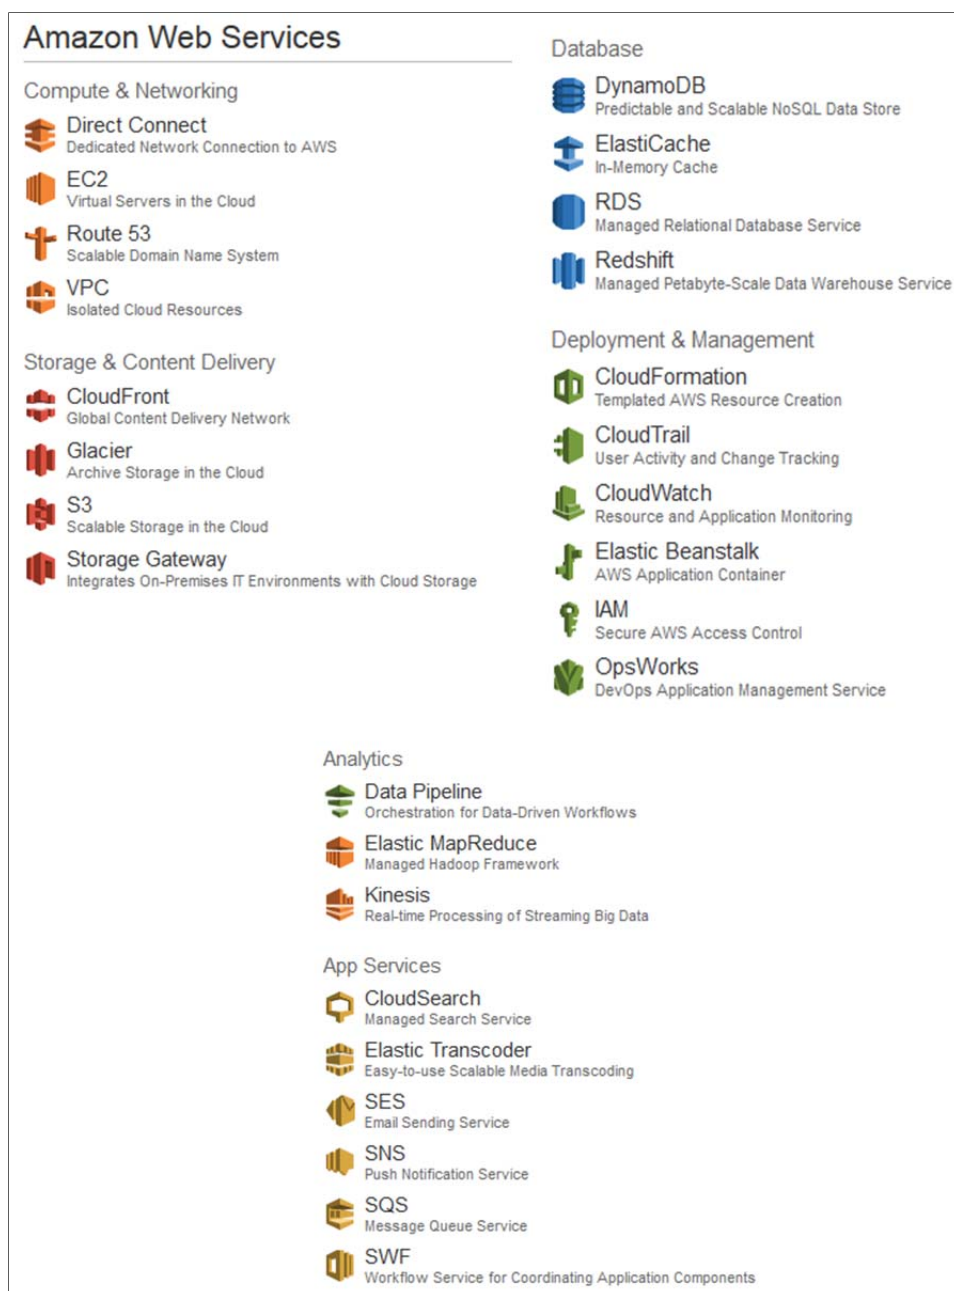 Amazon Web Services
Compute & Networking
Direct Connect
Dedicated Network Connection to AWS
EC2
Virtual Servers in the Cloud
Route 53
Scalable Domain Name System
VPC
Isolated Cloud Resources
Storage & Content Delivery
CloudFront
Global Content Delivery Network
Glacier
Archive Storage in the Cloud
S3
Scalable Storage in the Cloud
Storage Gateway
Integrates On-Premises IT Environments with Cloud Storage
Database
DynamoDB
Predictable and Scalable NoSQL Data Store
ElastiCache
In-Memory Cache
RDS
Managed Relational Database Service
Redshift
Managed Petabyte-Scale Data Warehouse Service
Deployment & Management
CloudFormation
Templated AWS Resource Creation
CloudTrail
User Activity and Change Tracking
CloudWatch
Resource and Application Monitoring
Elastic Beanstalk
AWS Application Container
IAM
Secure AWS Access Control
OpsWorks
DevOps Application Management Service
Analytics
Data Pipeline
Orchestration for Data-Driven Workflows
Elastic MapReduce
Managed Hadoop Framework
Kinesis
Real-time Processing of Streaming Big Data
App Services
CloudSearch
Managed Search Service
Elastic Transcoder
Easy-to-use Scalable Media Transcoding
SES
Email Sending Service
SNS
Push Notification Service
SQS
Message Queue Service
SWF
Workflow Service for Coordinating Application Components